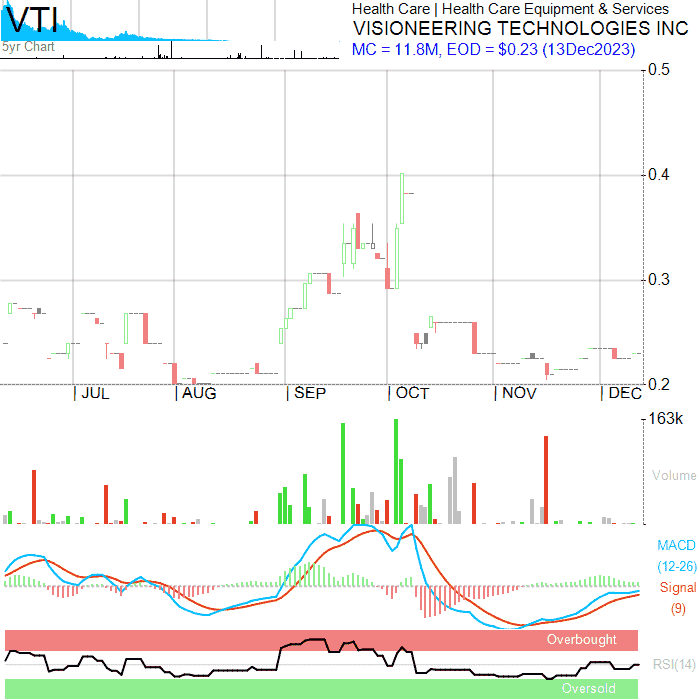 VTI
5yr Chart
Health Care | Health Care Equipment & Services
VISIONEERING TECHNOLOGIES INC
MC = 11.8M, EOD = $0.23 (13Dec2023)
0.5
0.4
0.3
0.2
| JUL | AUG | SEP | OCT | NOV | DEC
163k
Volume
MACD
(12-26)
Signal
(9)
Overbought
RSI(14)
Oversold